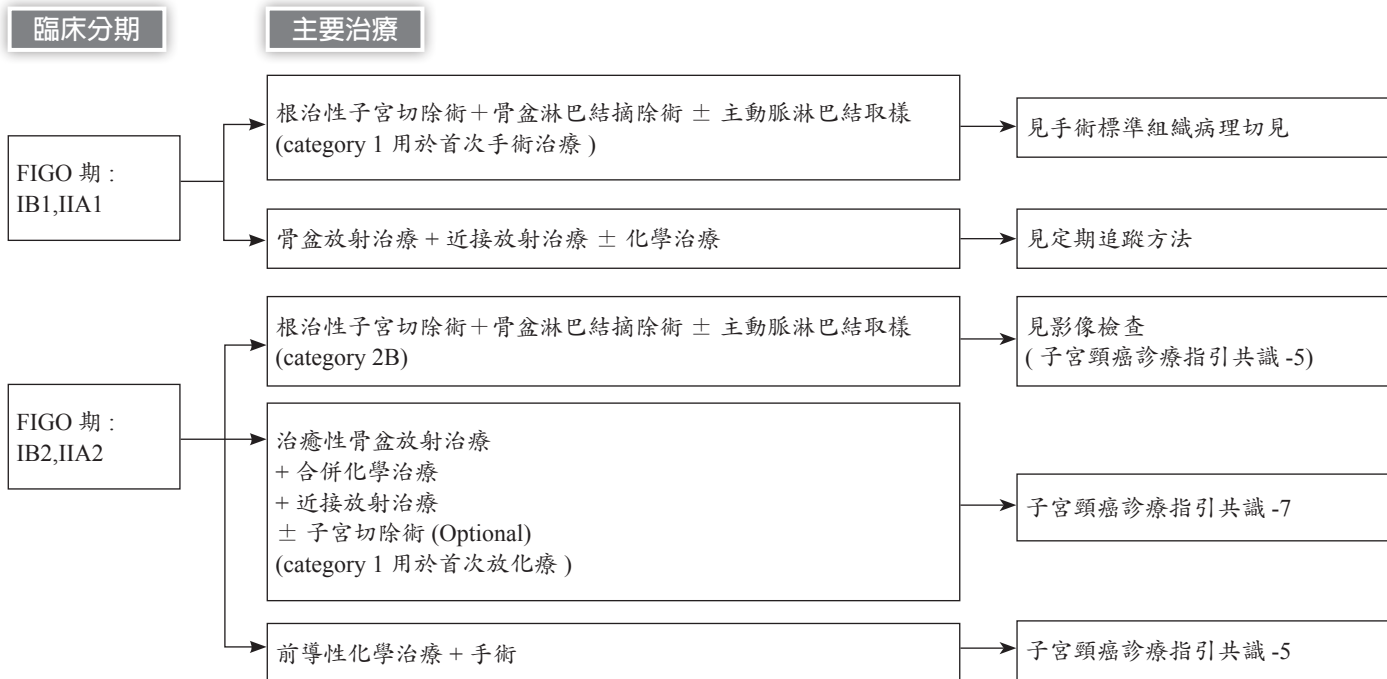 臨床分期
主要治療
FIGO 期 :
IB1,IIA1
根治性子宮切除術＋骨盆淋巴結摘除術 ± 主動脈淋巴結取樣
(category 1 用於首次手術治療 )
見手術標準組織病理切見
骨盆放射治療 + 近接放射治療 ± 化學治療
見定期追蹤方法
FIGO 期 :
IB2,IIA2
根治性子宮切除術＋骨盆淋巴結摘除術 ± 主動脈淋巴結取樣
(category 2B)
見影像檢查
( 子宮頸癌診療指引共識 -5)
治癒性骨盆放射治療
+ 合併化學治療
+ 近接放射治療
± 子宮切除術 (Optional)
(category 1 用於首次放化療 )
子宮頸癌診療指引共識 -7
前導性化學治療 + 手術
子宮頸癌診療指引共識 -5